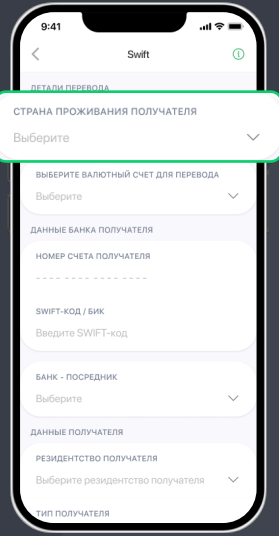 9:41
Swift
ДЕТАЛИ ПЕРЕВОДА
СТРАНА ПРОЖИВАНИЯ ПОЛУЧАТЕЛЯ
Выберите
ВЫБЕРИТЕ ВАЛЮТНЫЙ СЧЕТ ДЛЯ ПЕРЕВОДА
Выберите
ДАННЫЕ БАНКА ПОЛУЧАТЕЛЯ
НОМЕР СЧЕТА ПОЛУЧАТЕЛЯ
---- ---- ---- ----
SWIFT-КОД / БИК
Введите SWIFT-код
БАНК - ПОСРЕДНИК
Выберите
ДАННЫЕ ПОЛУЧАТЕЛЯ
РЕЗИДЕНТСТВО ПОЛУЧАТЕЛЯ
Выберите резидентство получателя
ТИП ПОЛУЧАТЕЛЯ